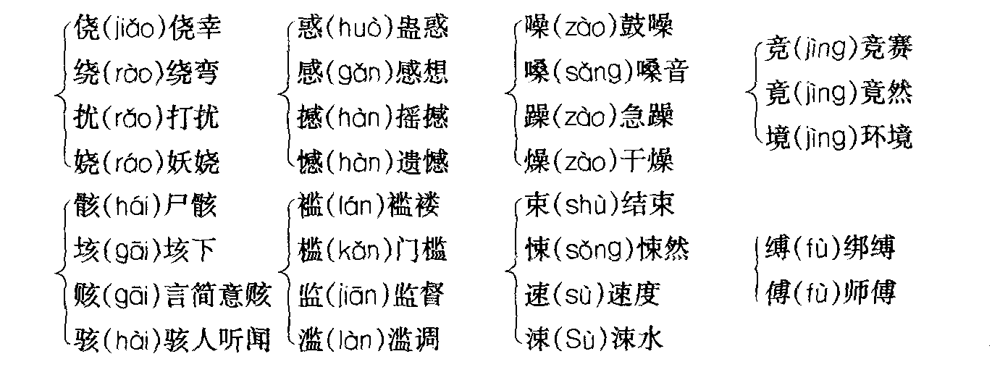 侥(jiǎo)侥幸 惑(huò)蛊惑 噪(zào)鼓噪
竞(jìng)竞赛
绕(rào)绕弯 感(gǎn)感想 嗓(sǎng)嗓音
竟(jìng)竟然
扰(rǎo)打扰 撼(hàn)摇撼 躁(zào)急躁
境(jìng)环境
娆(ráo)妖娆 憾(hàn)遗憾 燥(zào)干燥
骸(hái)尸骸 褴(lán)褴褛 束(shù)结束
垓(gāi)垓下 槛(kǎn)门槛 悚(sǒng)悚然 缚(fù)绑缚
赅(gāi)言简意赅 监(jiān)监督 速(sù)速度 傅(fù)师傅
骇(hài)骇人听闻 滥(làn)滥调 涑(Sù)涑水